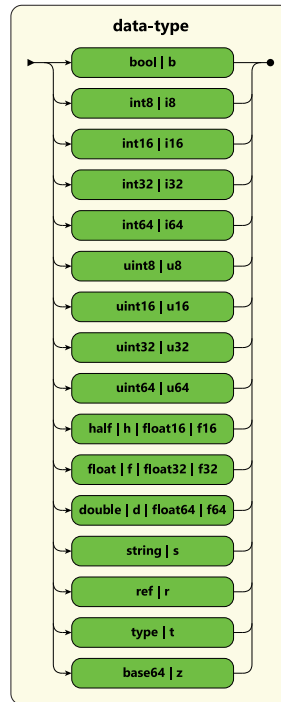 data-type
bool | b
int8 | i8
int16 | i16
int32 | i32
int64 | i64
uint8 | u8
uint16 | u16
uint32 | u32
uint64 | u64
half | h | float16 | f16
float | f | float32 | f32
double | d | float64 | f64
string | s
ref | r
type | t
base64 | z